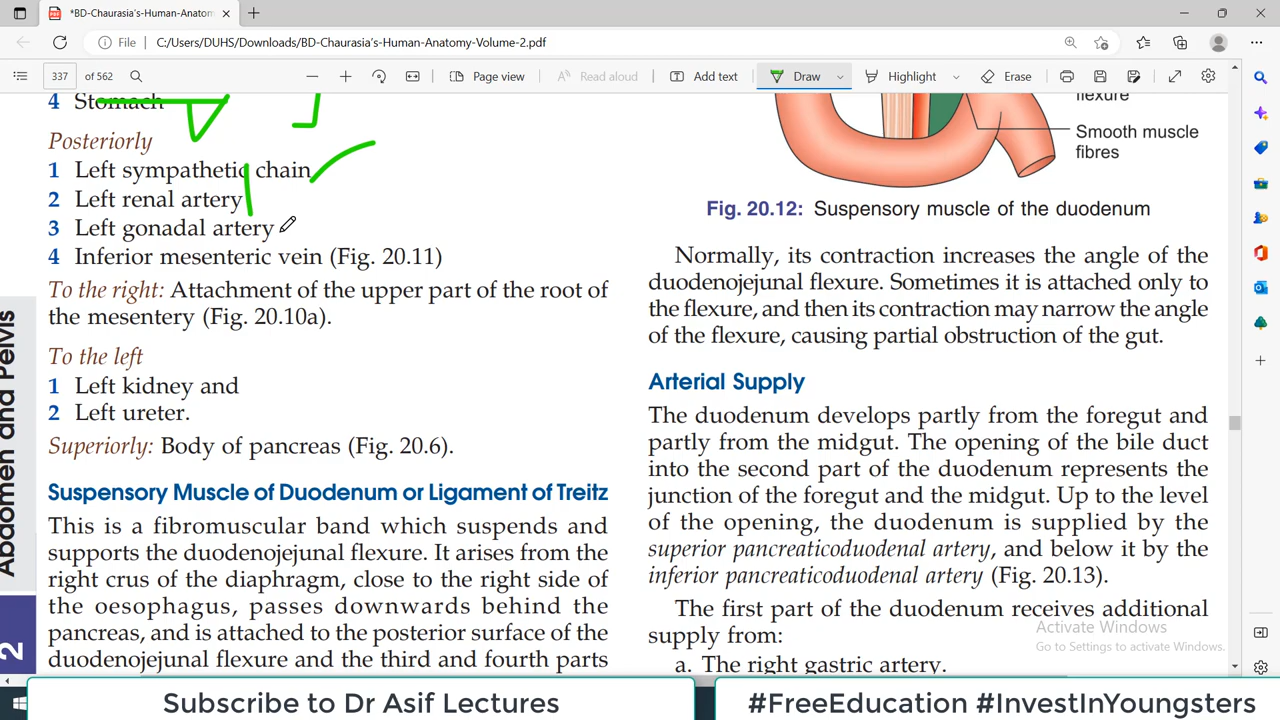 *BD-Chaurasia's-Human-Anatom
File
C:/Users/DUHS/Downloads/BD-Chaurasia's-Human-Anatomy-Volume-2.pdf
337 of 562
Page view
Read aloud
Add text
Draw
Highlight
Erase
4 Stomach
Posteriorly
1 Left sympathetic chain
2 Left renal artery
3 Left gonadal artery
4 Inferior mesenteric vein (Fig. 20.11)
To the right: Attachment of the upper part of the root of
the mesentery (Fig. 20.10a).
To the left
1 Left kidney and
2 Left ureter.
Superiorly: Body of pancreas (Fig. 20.6).
Suspensory Muscle of Duodenum or Ligament of Treitz
This is a fibromuscular band which suspends and
supports the duodenojejunal flexure. It arises from the
right crus of the diaphragm, close to the right side of
the oesophagus, passes downwards behind the
pancreas, and is attached to the posterior surface of the
duodenojejunal flexure and the third and fourth parts
Abdomen and Pelvis
2
flexure
Smooth muscle
fibres
Fig. 20.12: Suspensory muscle of the duodenum
Normally, its contraction increases the angle of the
duodenojejunal flexure. Sometimes it is attached only to
the flexure, and then its contraction may narrow the angle
of the flexure, causing partial obstruction of the gut.
Arterial Supply
The duodenum develops partly from the foregut and
partly from the midgut. The opening of the bile duct
into the second part of the duodenum represents the
junction of the foregut and the midgut. Up to the level
of the opening, the duodenum is supplied by the
superior pancreaticoduodenal artery, and below it by the
inferior pancreaticoduodenal artery (Fig. 20.13).
The first part of the duodenum receives additional
supply from:
a. The right gastric artery.
Activate Windows
Go to Settings to activate Windows.
Subscribe to Dr Asif Lectures
#FreeEducation #InvestInYoungsters